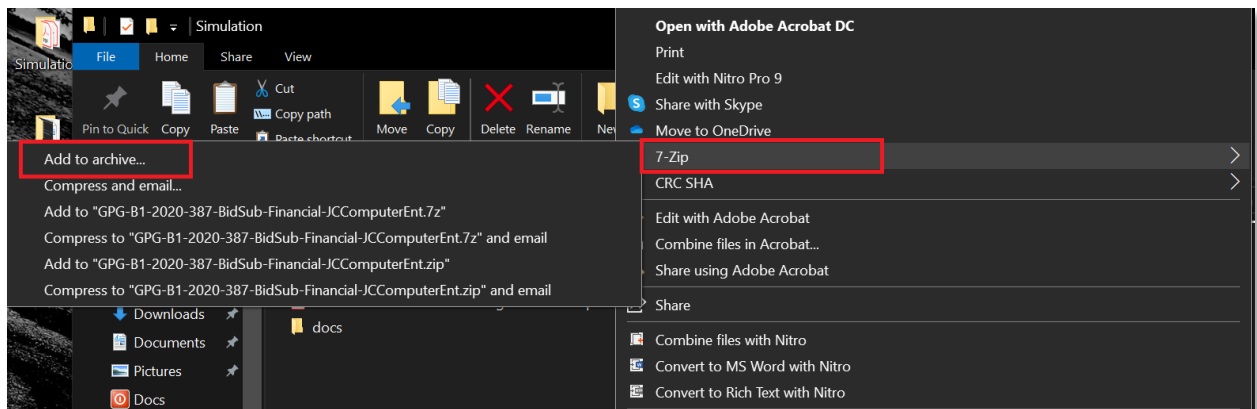 Simulation
Simulatic
File Home Share View
Pin to Quick Copy Paste
Cut
Copy path
Paste shortcut
Move Copy Delete Rename
Add to archive...
Compress and email...
Add to "GPG-B1-2020-387-BidSub-Financial-JCComputerEnt.7z"
Compress to "GPG-B1-2020-387-BidSub-Financial-JCComputerEnt.7z" and email
Add to "GPG-B1-2020-387-BidSub-Financial-JCComputerEnt.zip"
Compress to "GPG-B1-2020-387-BidSub-Financial-JCComputerEnt.zip" and email
Downloads
Documents
Pictures
Docs
docs
Open with Adobe Acrobat DC
Print
Edit with Nitro Pro 9
Share with Skype
Move to OneDrive
7-Zip
CRC SHA
Edit with Adobe Acrobat
Combine files in Acrobat...
Share using Adobe Acrobat
Share
Combine files with Nitro
Convert to MS Word with Nitro
Convert to Rich Text with Nitro